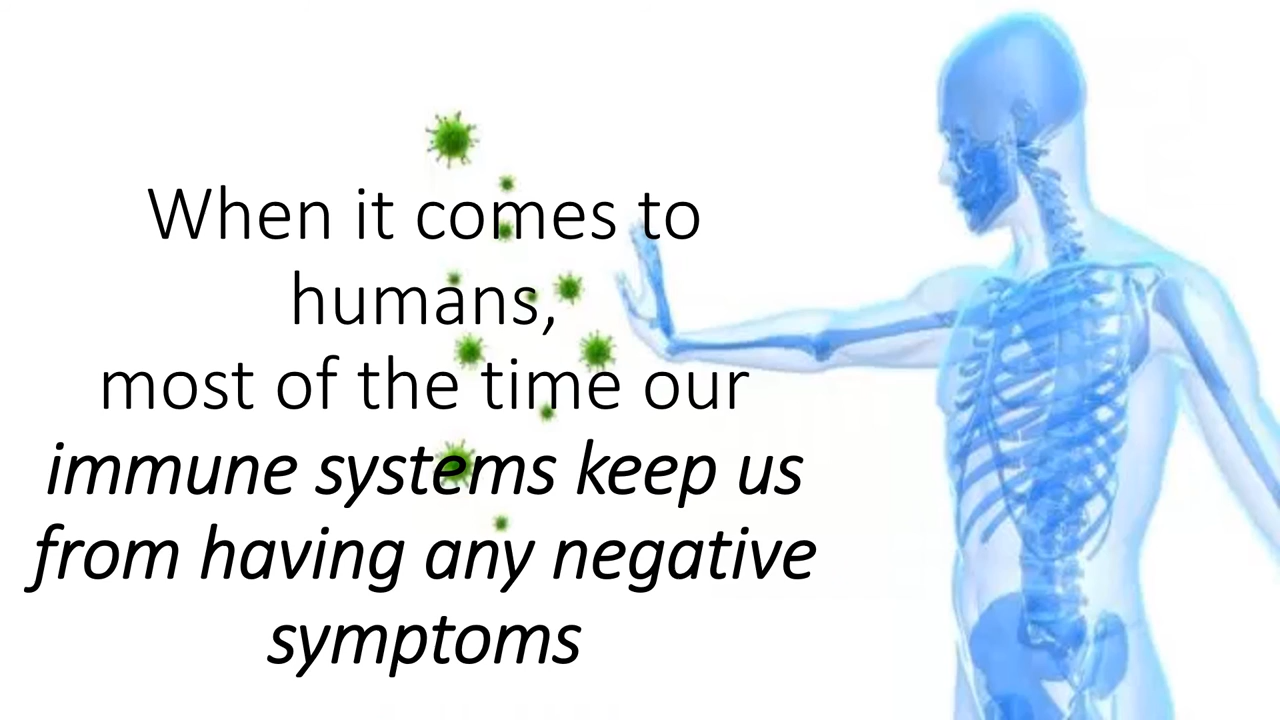 When it comes to
humans,
most of the time our
immune systems keep us
from having any negative
symptoms